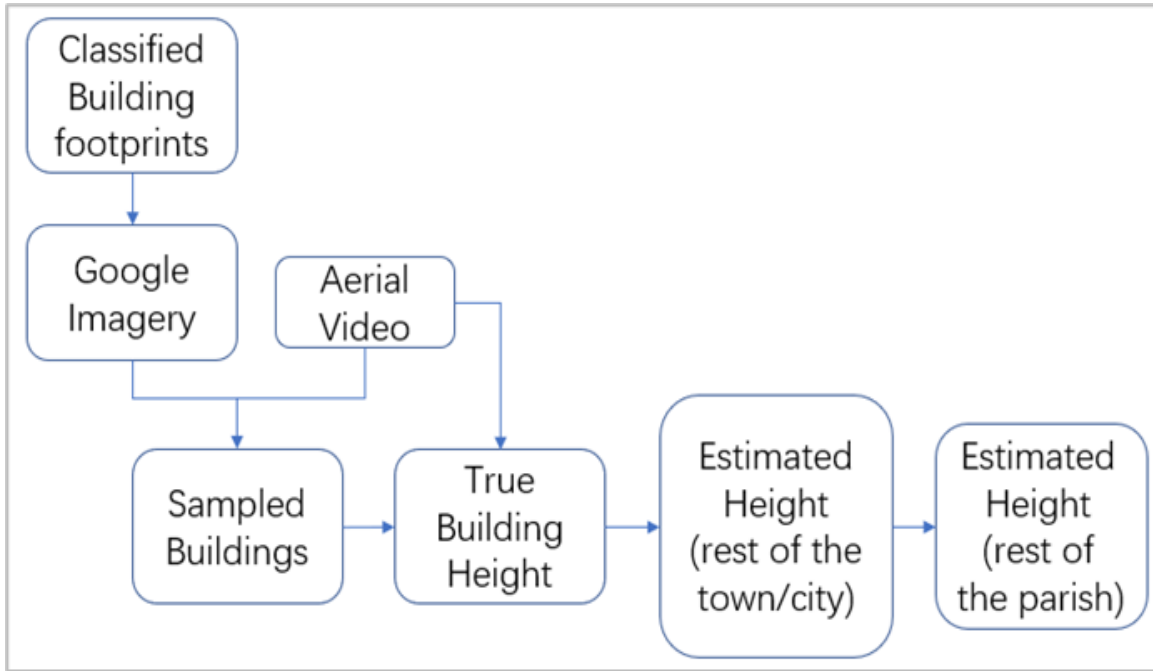 Classified
Building
footprints
Google
Imagery
Aerial
Video
Sampled
Buildings
True
Building
Height
Estimated
Height
(rest of the
town/city)
Estimated
Height
(rest of
the parish)